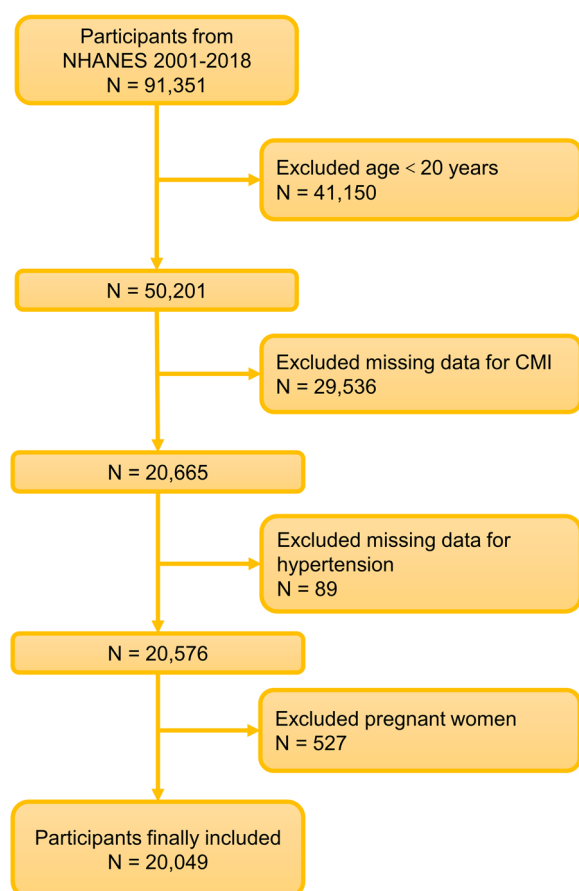 Participants from
NHANES 2001-2018
N = 91,351
Excluded age < 20 years
N = 41,150
N = 50,201
Excluded missing data for CMI
N = 29,536
N = 20,665
Excluded missing data for
hypertension
N = 89
N = 20,576
Excluded pregnant women
N = 527
Participants finally included
N = 20,049